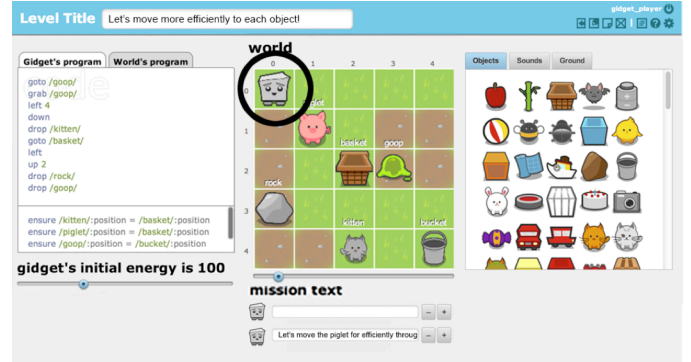 gidget_player
Level Title Let's move more efficiently to each object!
Gidget's program World's program
code
goto /goop/
grab /goop/
left 4
down
drop /kitten/
goto /basket/
left
up 2
drop /rock/
drop /goop/
ensure /kitten/:position = /basket/:position
ensure /piglet/:position = /basket/:position
ensure /goop/:position = /bucket/:position
gidget's initial energy is 100
world
0 1 2 3 4
0
piglet
1
basket goop
2
rock
3
kitten bucket
4
mission text
Let's move the piglet for efficiently throug
Objects Sounds Ground